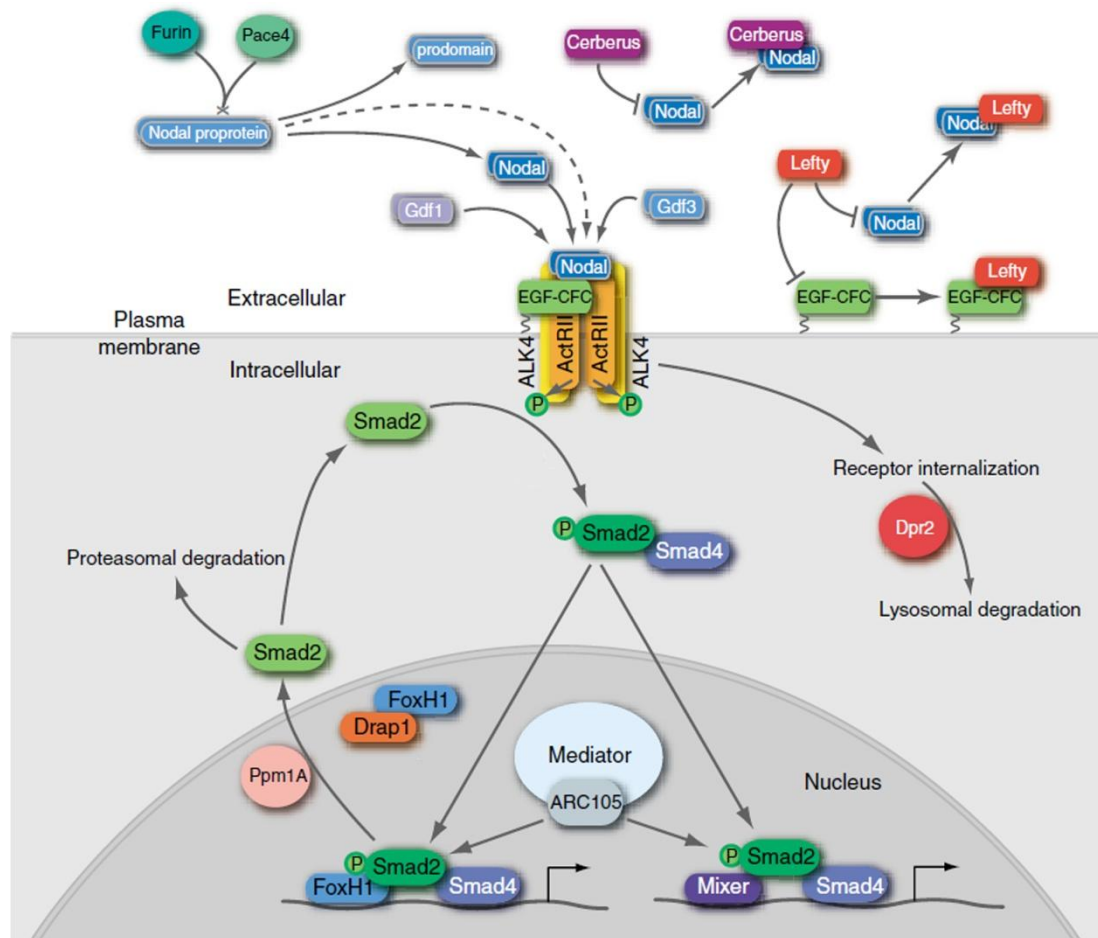 Furin
Pace4
prodomain
Cerberus
Cerberus
Nodal
Nodal
Nodal proprotein
Nodal
Lefty
Nodal
Lefty
Nodal
Gdf1
Gdf3
Nodal
EGF-CFC
EGF-CFC
Lefty
EGF-CFC
Extracellular
Plasma
membrane
Intracellular
ALK4
ActRII
ActRII
ALK4
P
P
Smad2
Receptor internalization
Dpr2
P
Smad2
Smad4
Proteasomal degradation
Lysosomal degradation
Smad2
FoxH1
Drap1
Mediator
ARC105
Nucleus
Ppm1A
P
Smad2
FoxH1
Smad4
P
Smad2
Mixer
Smad4